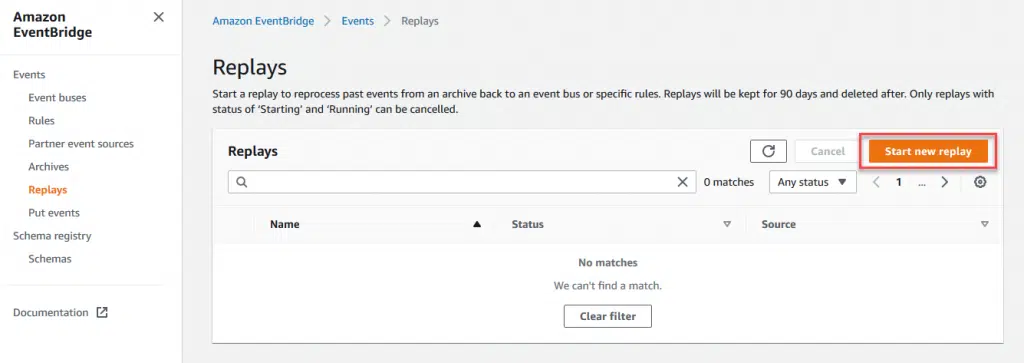 Amazon
EventBridge
Events
Event buses
Rules
Partner event sources
Archives
Replays
Put events
Schema registry
Schemas
Documentation
Amazon EventBridge
Events
Replays
Replays
Start a replay to reprocess past events from an archive back to an event bus or specific rules. Replays will be kept for 90 days and deleted after. Only replays with
status of ‘Starting’ and ‘Running’ can be cancelled.
Replays
Cancel
Start new replay
0 matches
Any status
1
...
Name
Status
Source
No matches
We can't find a match.
Clear filter